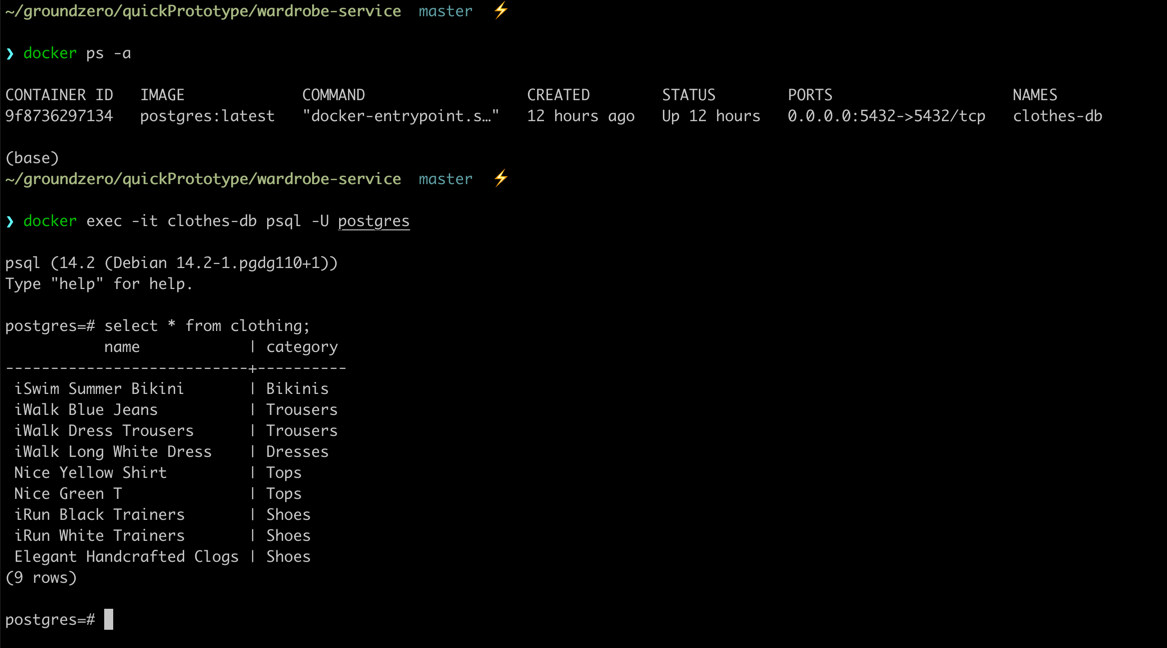 ~/groundzero/quickPrototype/wardrobe-service master ⚡
❯ docker ps -a
CONTAINER ID IMAGE COMMAND CREATED STATUS PORTS NAMES
9f8736297134 postgres:latest "docker-entrypoint.s…" 12 hours ago Up 12 hours 0.0.0.0:5432->5432/tcp clothes-db
(base)
~/groundzero/quickPrototype/wardrobe-service master ⚡
❯ docker exec -it clothes-db psql -U postgres
psql (14.2 (Debian 14.2-1.pgdg110+1))
Type "help" for help.
postgres=# select * from clothing;
name | category
---------------------------+----------
iSwim Summer Bikini | Bikinis
iWalk Blue Jeans | Trousers
iWalk Dress Trousers | Trousers
iWalk Long White Dress | Dresses
Nice Yellow Shirt | Tops
Nice Green T | Tops
iRun Black Trainers | Shoes
iRun White Trainers | Shoes
Elegant Handcrafted Clogs | Shoes
(9 rows)
postgres=#